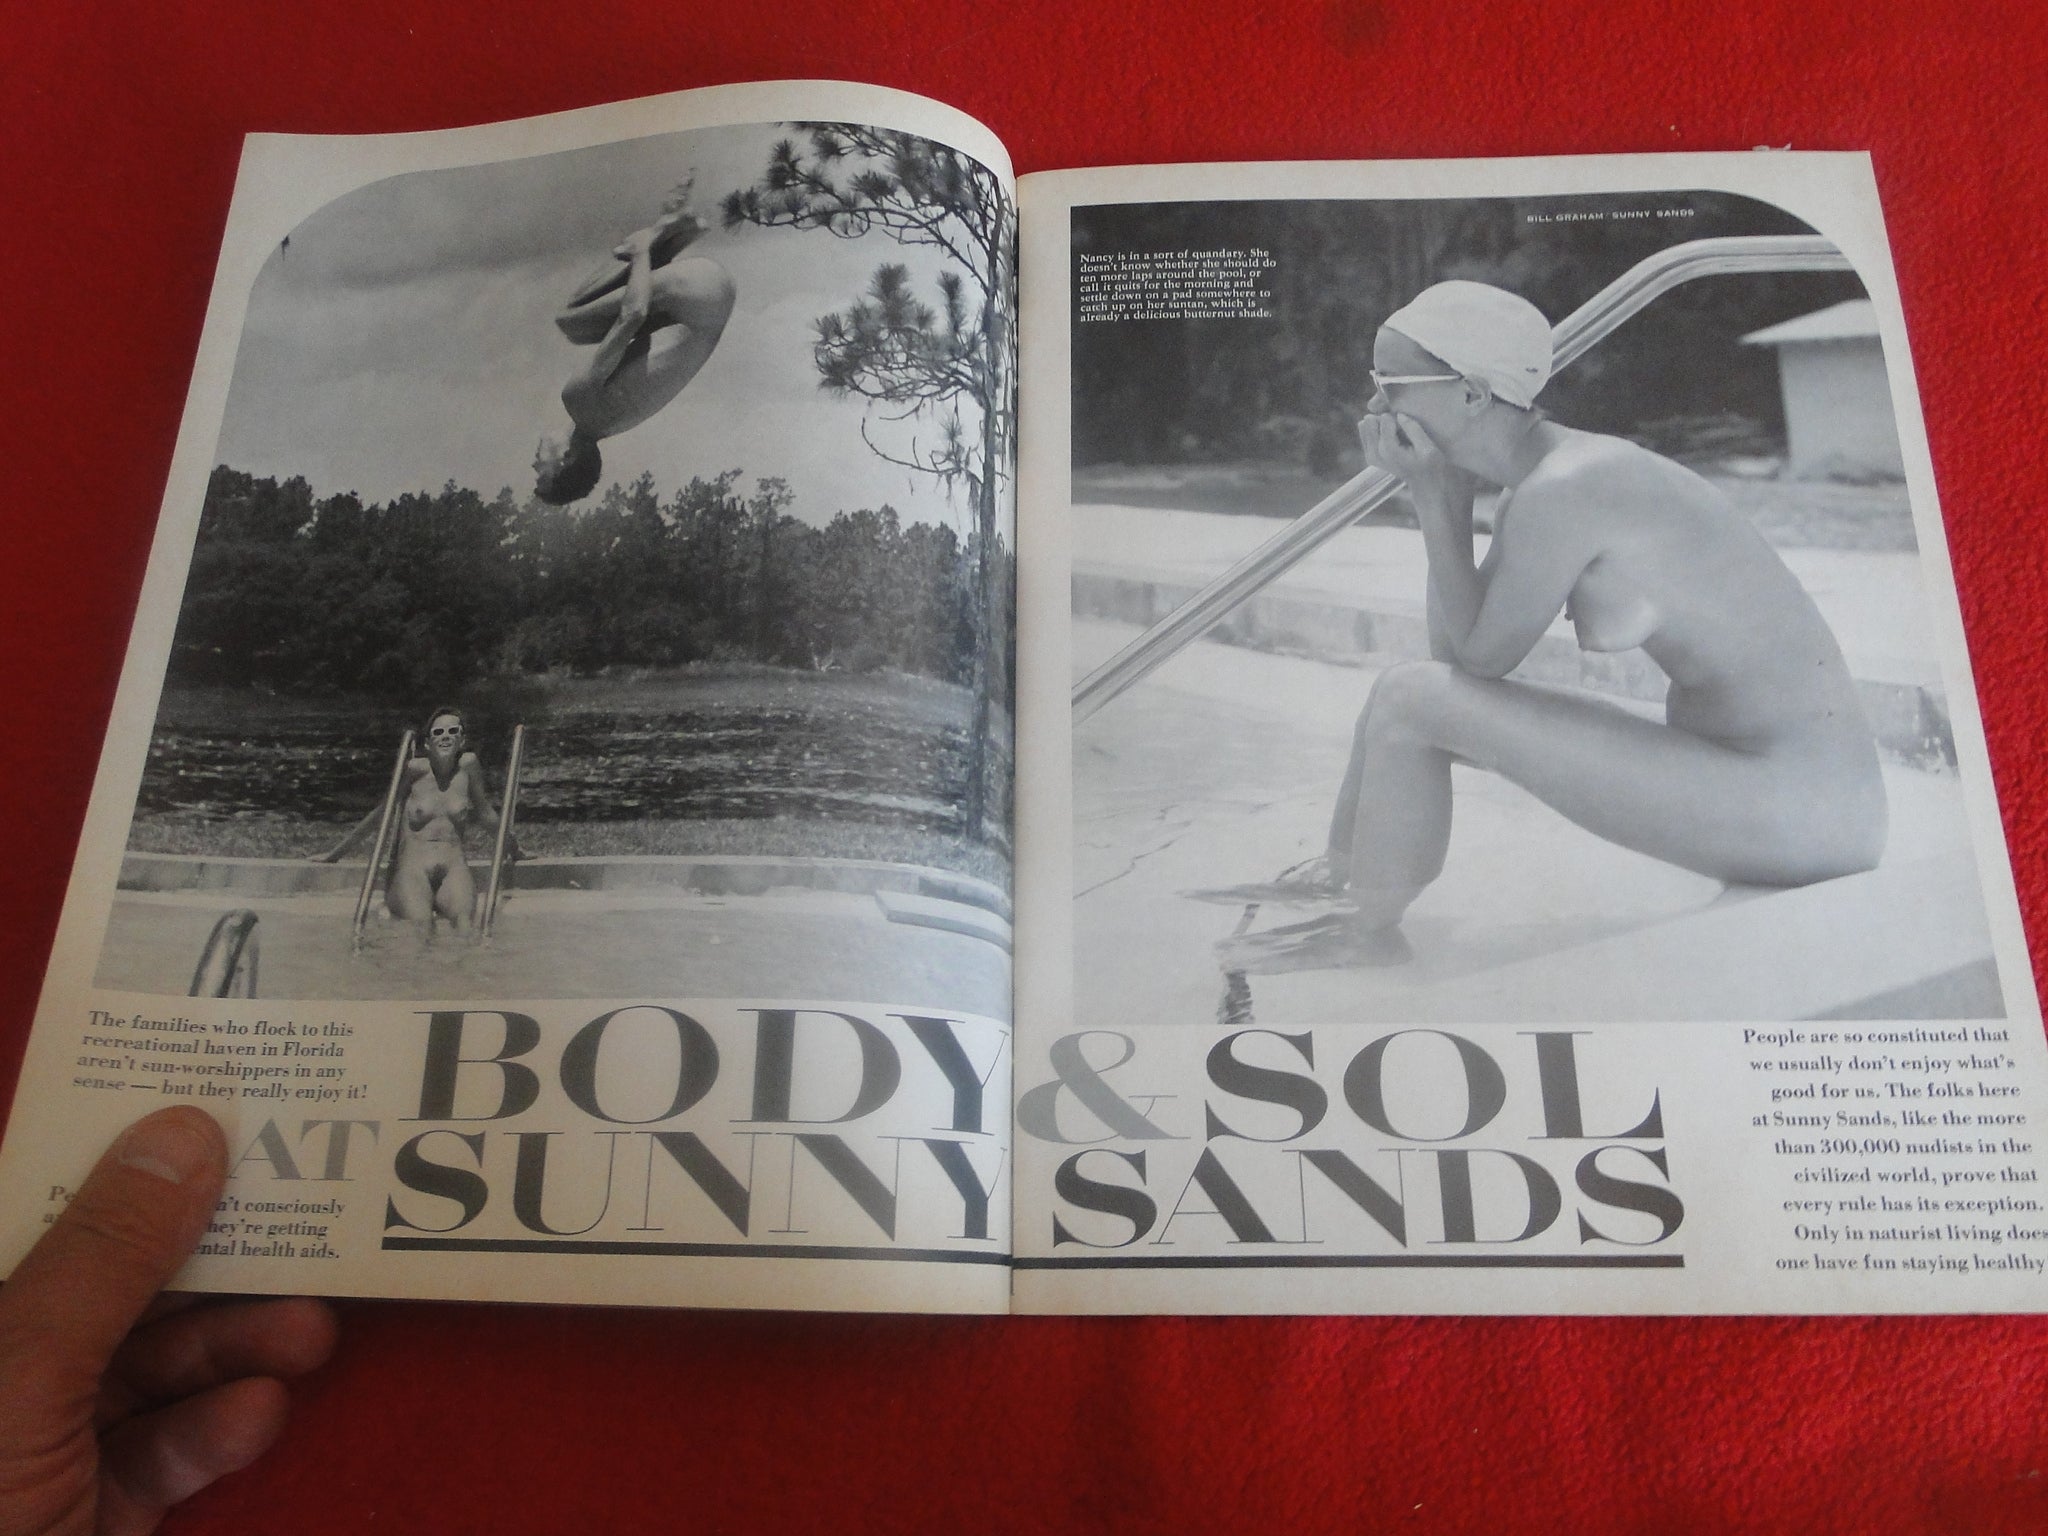 BILL GRAHAM / SUNNY SANDS
Nancy is in a sort of quandary. She
doesn't know whether she should do
ten more laps around the pool, or
call it quits for the morning and
settle down on a pad somewhere to
catch up on her suntan, which is
already a delicious butternut shade.
The families who flock to this
recreational haven in Florida
aren't sun-worshippers in any
sense — but they really enjoy it!
BODY & SOL
AT SUNNY SANDS
n't consciously
they're getting
ental health aids.
People are so constituted that
we usually don't enjoy what's
good for us. The folks here
at Sunny Sands, like the more
than 300,000 nudists in the
civilized world, prove that
every rule has its exception.
Only in naturist living does
one have fun staying healthy